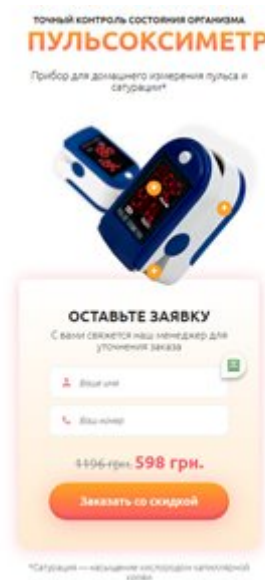 ТОЧНЫЙ КОНТРОЛЬ СОСТОЯНИЯ ОРГАНИЗМА
ПУЛЬСОКСИМЕТР
Прибор для домашнего измерения пульса и
сатурации*
ОСТАВЬТЕ ЗАЯВКУ
С вами свяжется наш менеджер для
уточнения заказа
Ваше имя
Ваш номер
1196 грн. 598 грн.
Заказать со скидкой
*Сатурация — насыщение кислородом капиллярной
крови